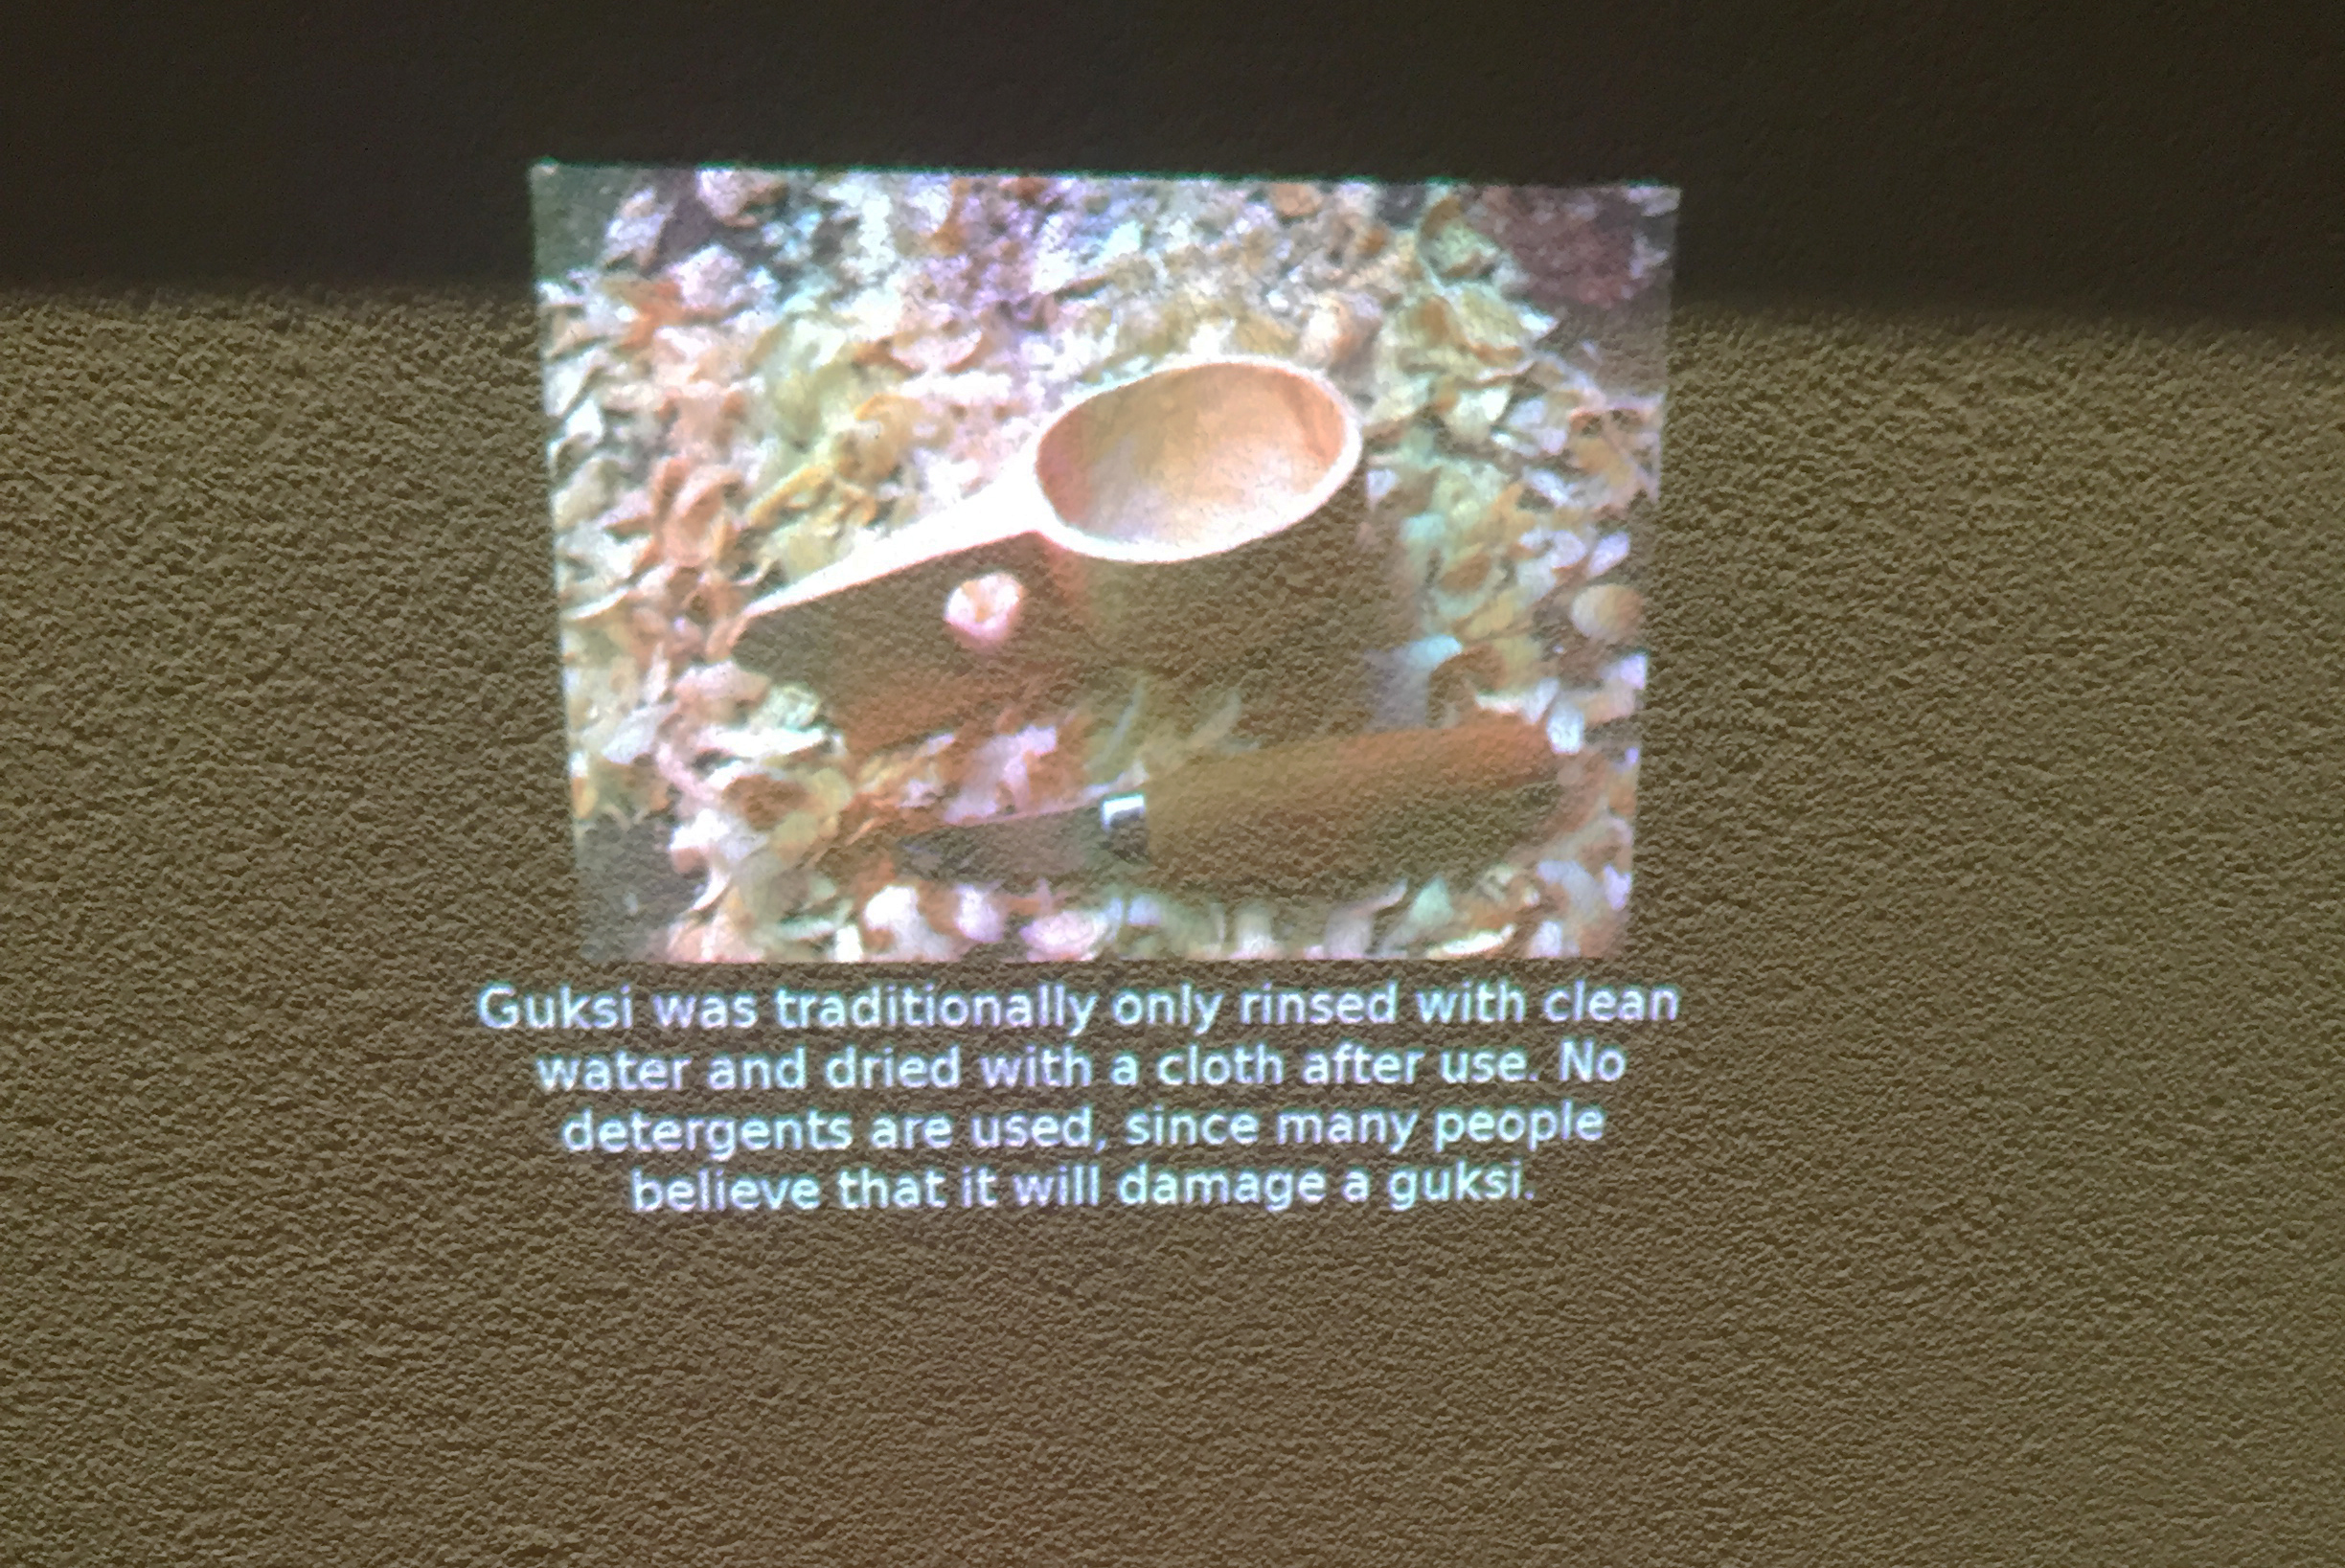 Guksi was traditionally only rinsed with clean
water and dried with a cloth after use. No
detergents are used, since many people
believe that it will damage a guksi.